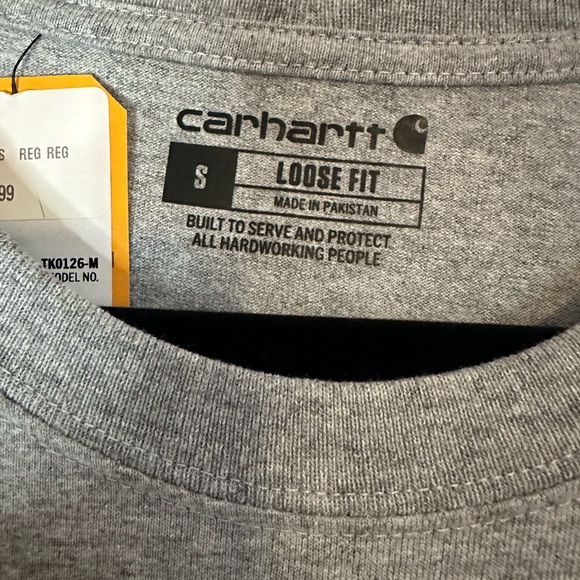 carhartt
S
LOOSE FIT
MADE IN PAKISTAN
BUILT TO SERVE AND PROTECT
ALL HARDWORKING PEOPLE
S REG REG
99
TK0126-M
ODEL NO.